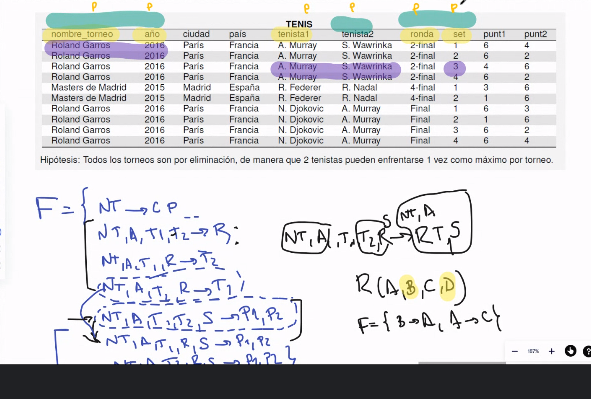 P P P P P P
TENIS
nombre_torneo año ciudad país tenista1 tenista2 ronda set punt1 punt2
Roland Garros 2016 París Francia A. Murray S. Wawrinka 2-final 1 6 4
Roland Garros 2016 París Francia A. Murray S. Wawrinka 2-final 2 6 2
Roland Garros 2016 París Francia A. Murray S. Wawrinka 2-final 3 4 6
Roland Garros 2016 París Francia A. Murray S. Wawrinka 2-final 4 6 2
Masters de Madrid 2015 Madrid España R. Federer R. Nadal 4-final 1 3 6
Masters de Madrid 2015 Madrid España R. Federer R. Nadal 4-final 2 1 6
Roland Garros 2016 París Francia N. Djokovic A. Murray Final 1 6 3
Roland Garros 2016 París Francia N. Djokovic A. Murray Final 2 1 6
Roland Garros 2016 París Francia N. Djokovic A. Murray Final 3 6 2
Roland Garros 2016 París Francia N. Djokovic A. Murray Final 4 6 4
Hipótesis: Todos los torneos son por eliminación, de manera que 2 tenistas pueden enfrentarse 1 vez como máximo por torneo.
F = {
NT → C P
NT, A, T1, T2 → R
NT, A, T1, R → T2
NT, A, T2, R → T1
NT, A, T1, T2, S → P1, P2
NT, A, T1, R, S → P1, P2
NT, A, T2, R, S → P1, P2 }
NT, A, T1, T2, R, S → NT, A R T1 S
R(A, B, C, D)
F = { B → A, A → C }
157%